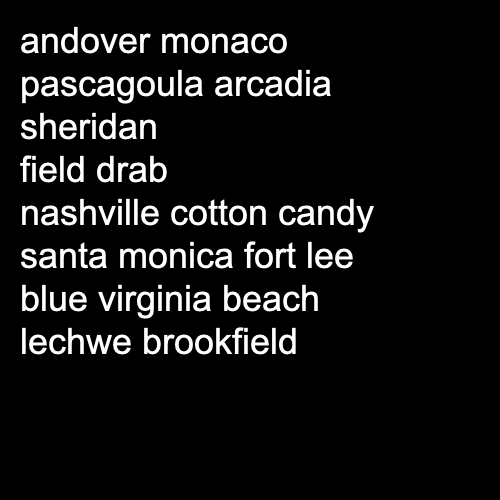 andover monaco
pascagoula arcadia
sheridan
field drab
nashville cotton candy
santa monica fort lee
blue virginia beach
lechwe brookfield